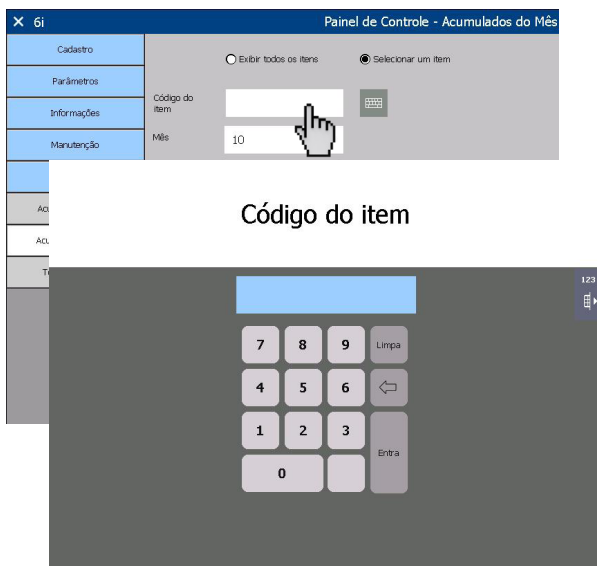 ✕ 6i Painel de Controle - Acumulados do Mês
Cadastro
Parâmetros
Informações
Manutenção
Exibir todos os itens Selecionar um item
Código do
item
Mês 10
Acu
Acu
T
Código do item
123
7 8 9 Limpa
4 5 6
1 2 3
Entra
0